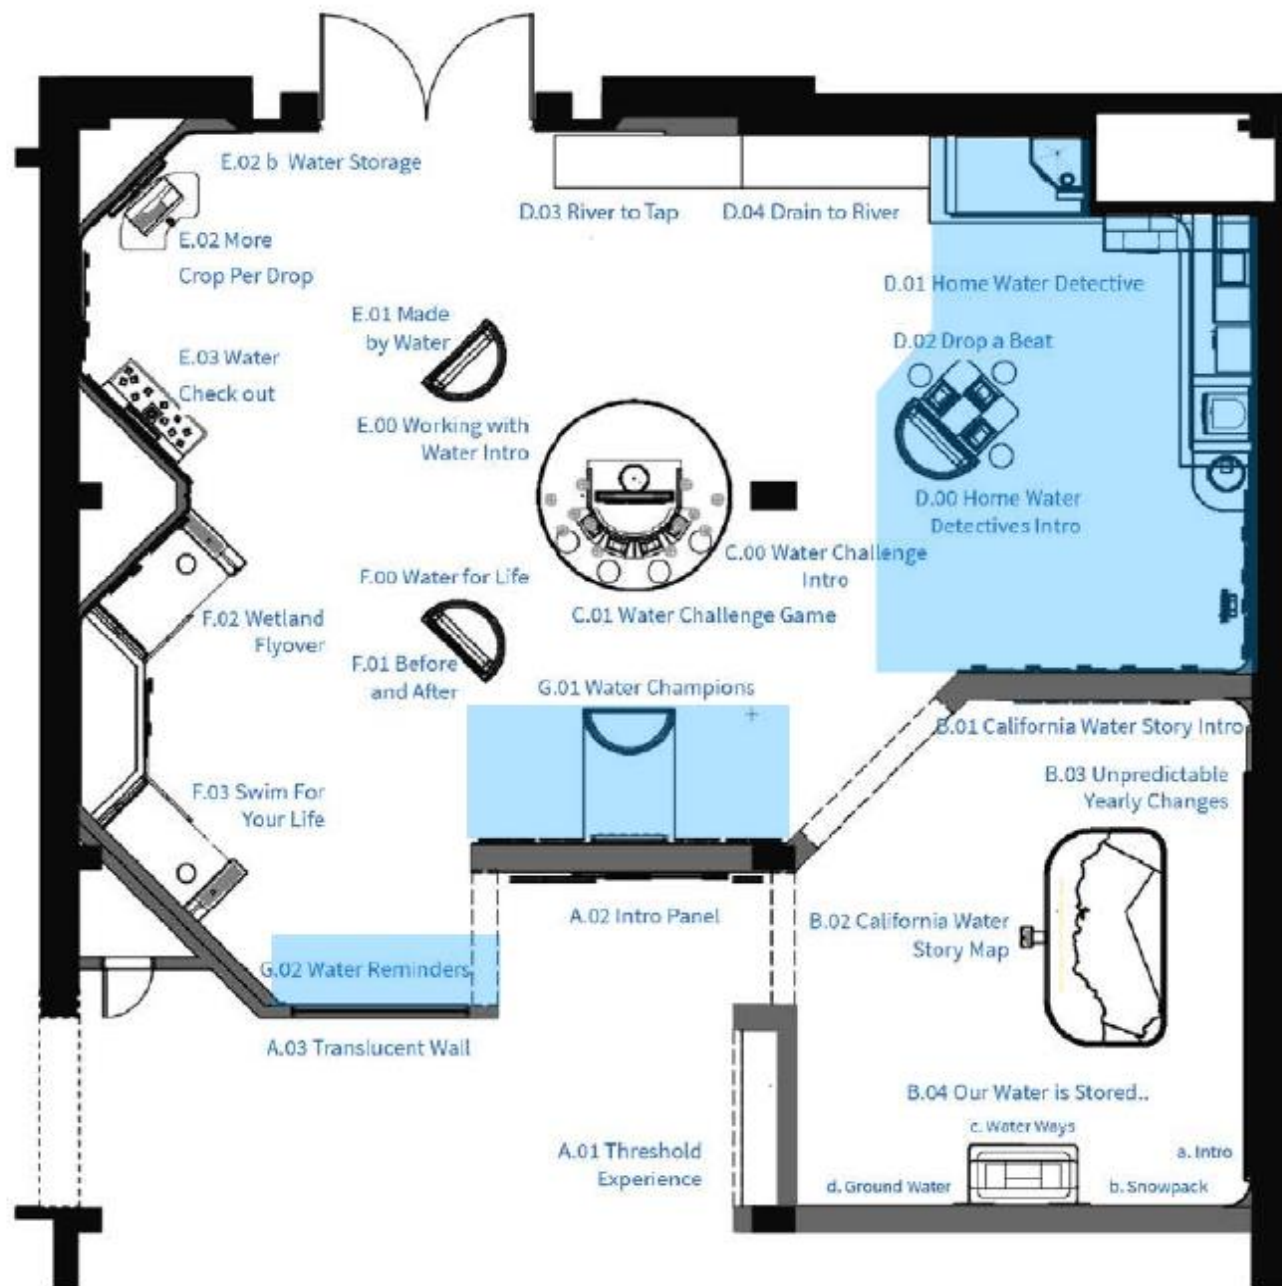 E.02 b Water Storage
D.03 River to Tap
D.04 Drain to River
E.02 More
Crop Per Drop
D.01 Home Water Detective
E.01 Made
by Water
D.02 Drop a Beat
E.03 Water
Check out
E.00 Working with
Water Intro
D.00 Home Water
Detectives Intro
C.00 Water Challenge
Intro
F.00 Water for Life
C.01 Water Challenge Game
F.02 Wetland
Flyover
F.01 Before
and After
G.01 Water Champions
B.01 California Water Story Intro
B.03 Unpredictable
Yearly Changes
F.03 Swim For
Your Life
A.02 Intro Panel
B.02 California Water
Story Map
G.02 Water Reminders
A.03 Translucent Wall
B.04 Our Water is Stored..
c. Water Ways
a. Intro
A.01 Threshold
Experience
d. Ground Water
b. Snowpack